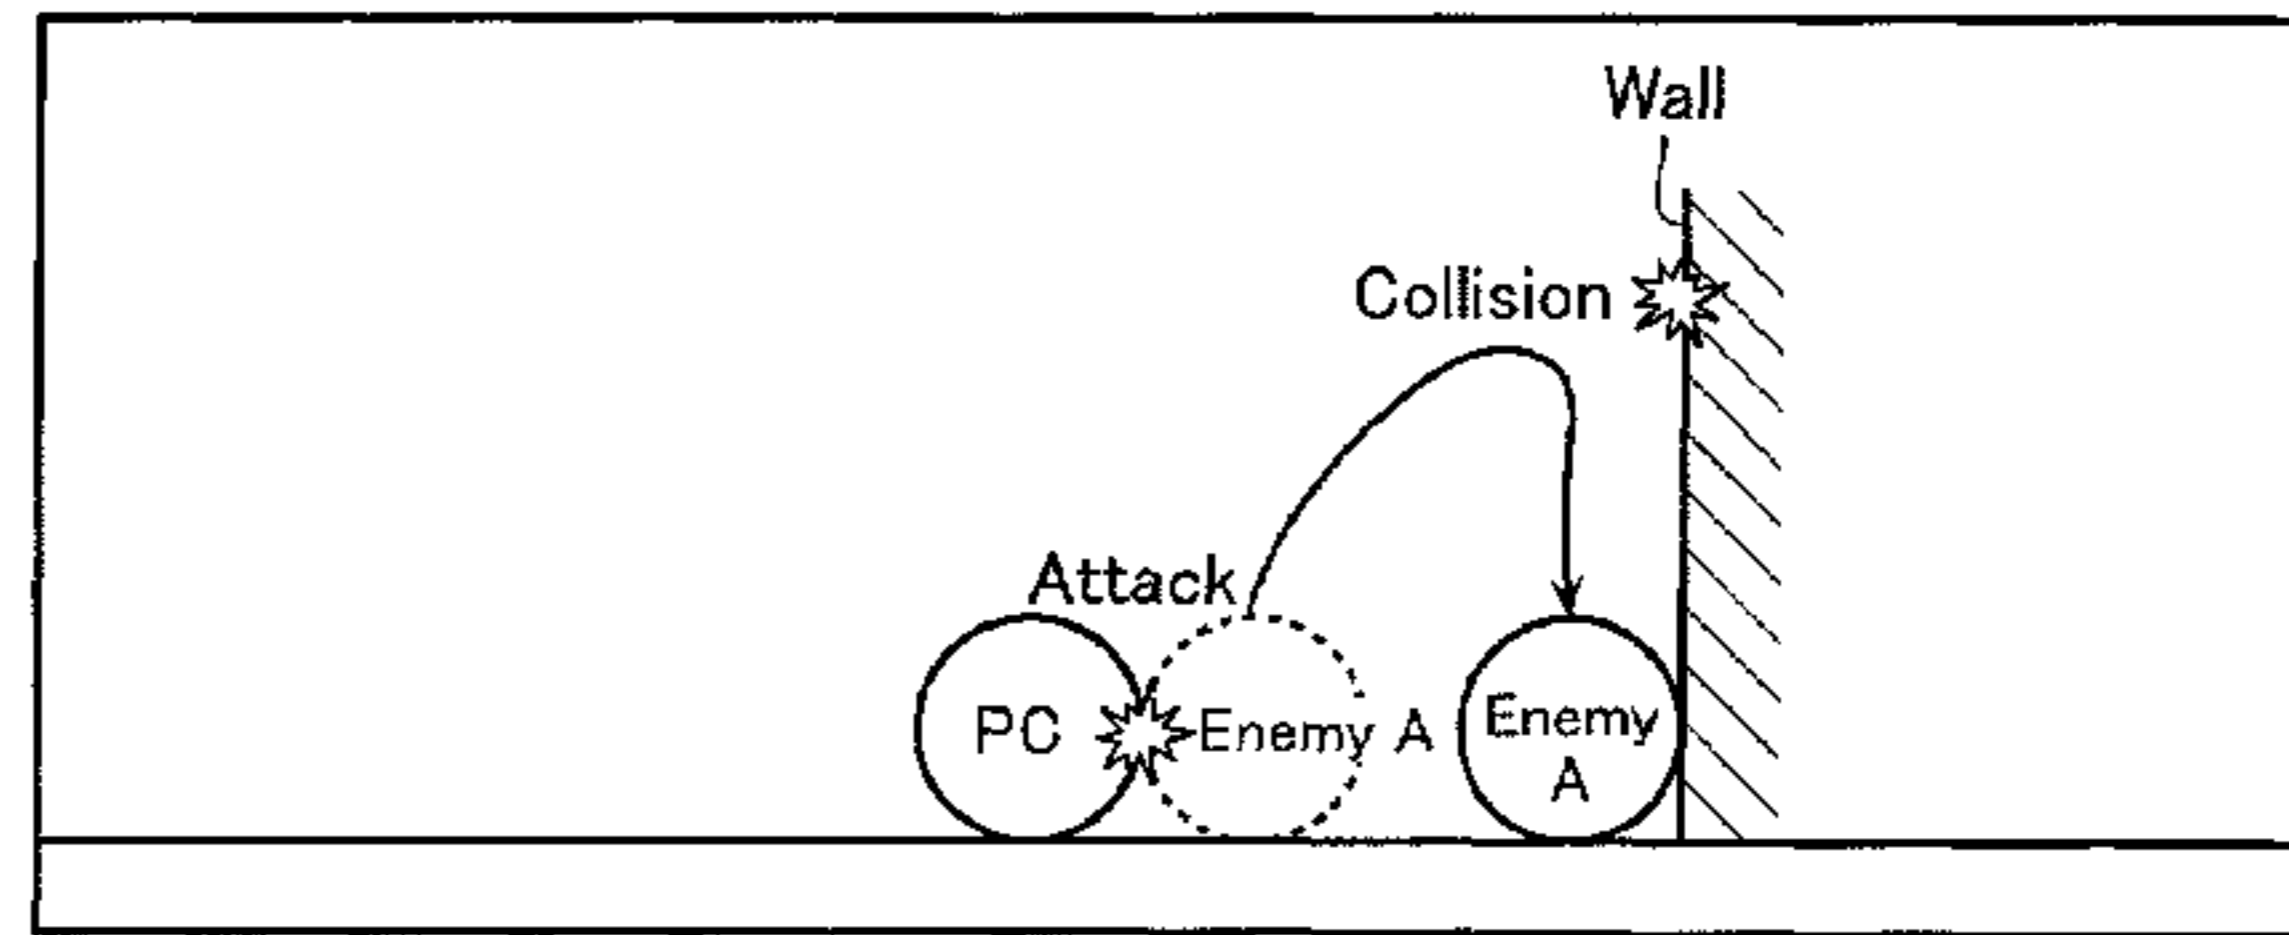 Wall
Collision
Attack
PC
Enemy A
Enemy
A